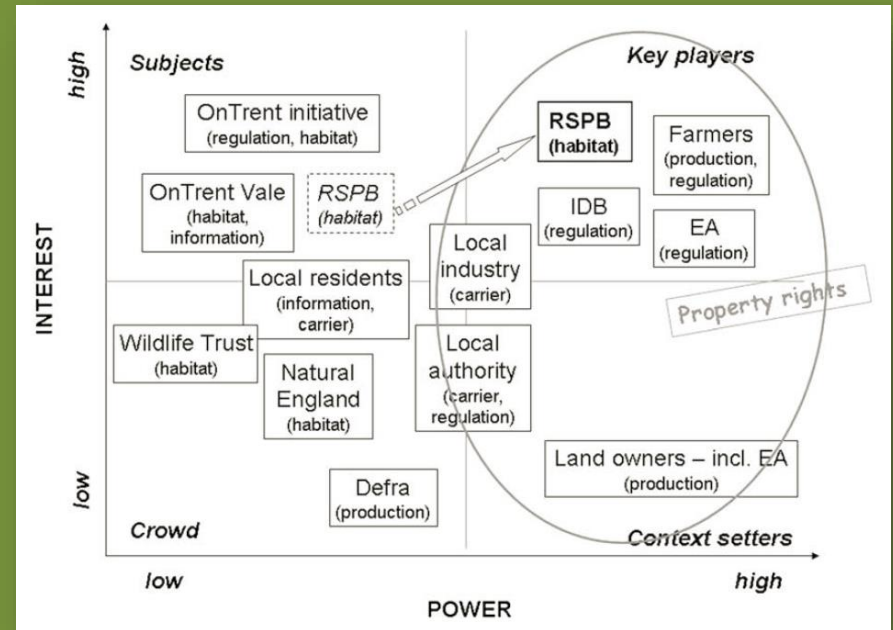 high
Subjects
Key players
OnTrent initiative
(regulation, habitat)
RSPB
(habitat)
Farmers
(production,
regulation)
OnTrent Vale
(habitat,
information)
RSPB
(habitat)
IDB
(regulation)
EA
(regulation)
Local
industry
(carrier)
INTEREST
Local residents
(information,
carrier)
Property rights
Wildlife Trust
(habitat)
Natural
England
(habitat)
Local
authority
(carrier,
regulation)
Land owners – incl. EA
(production)
Defra
(production)
low
Crowd
Context setters
low
high
POWER